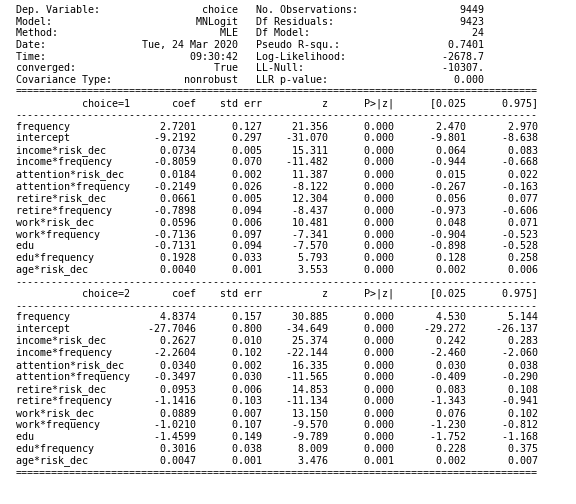 Dep. Variable: choice No. Observations: 9449
Model: MNLogit Df Residuals: 9423
Method: MLE Df Model: 24
Date: Tue, 24 Mar 2020 Pseudo R-squ.: 0.7401
Time: 09:30:42 Log-Likelihood: -2678.7
converged: True LL-Null: -10307.
Covariance Type: nonrobust LLR p-value: 0.000
choice=1 coef std err z P>|z| [0.025 0.975]
frequency 2.7201 0.127 21.356 0.000 2.470 2.970
intercept -9.2192 0.297 -31.070 0.000 -9.801 -8.638
income*risk_dec 0.0734 0.005 15.311 0.000 0.064 0.083
income*frequency -0.8059 0.070 -11.482 0.000 -0.944 -0.668
attention*risk_dec 0.0184 0.002 11.387 0.000 0.015 0.022
attention*frequency -0.2149 0.026 -8.122 0.000 -0.267 -0.163
retire*risk_dec 0.0661 0.005 12.304 0.000 0.056 0.077
retire*frequency -0.7898 0.094 -8.437 0.000 -0.973 -0.606
work*risk_dec 0.0596 0.006 10.481 0.000 0.048 0.071
work*frequency -0.7136 0.097 -7.341 0.000 -0.904 -0.523
edu -0.7131 0.094 -7.570 0.000 -0.898 -0.528
edu*frequency 0.1928 0.033 5.793 0.000 0.128 0.258
age*risk_dec 0.0040 0.001 3.553 0.000 0.002 0.006
choice=2 coef std err z P>|z| [0.025 0.975]
frequency 4.8374 0.157 30.885 0.000 4.530 5.144
intercept -27.7046 0.800 -34.649 0.000 -29.272 -26.137
income*risk_dec 0.2627 0.010 25.374 0.000 0.242 0.283
income*frequency -2.2604 0.102 -22.144 0.000 -2.460 -2.060
attention*risk_dec 0.0340 0.002 16.335 0.000 0.030 0.038
attention*frequency -0.3497 0.030 -11.565 0.000 -0.409 -0.290
retire*risk_dec 0.0953 0.006 14.853 0.000 0.083 0.108
retire*frequency -1.1416 0.103 -11.134 0.000 -1.343 -0.941
work*risk_dec 0.0889 0.007 13.150 0.000 0.076 0.102
work*frequency -1.0210 0.107 -9.570 0.000 -1.230 -0.812
edu -1.4599 0.149 -9.789 0.000 -1.752 -1.168
edu*frequency 0.3016 0.038 8.009 0.000 0.228 0.375
age*risk_dec 0.0047 0.001 3.476 0.001 0.002 0.007